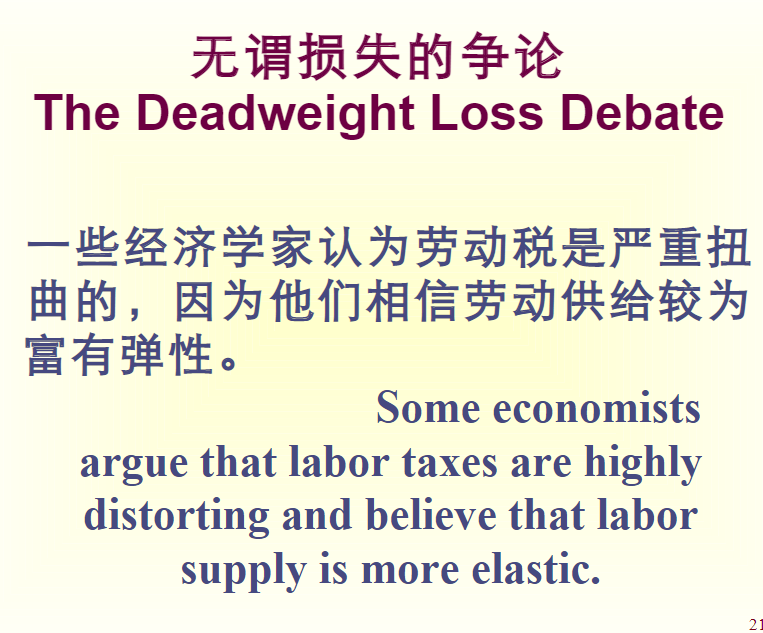 无谓损失的争论
The Deadweight Loss Debate
一些经济学家认为劳动税是严重扭
曲的，因为他们相信劳动供给较为
富有弹性。
Some economists
argue that labor taxes are highly
distorting and believe that labor
supply is more elastic.
21